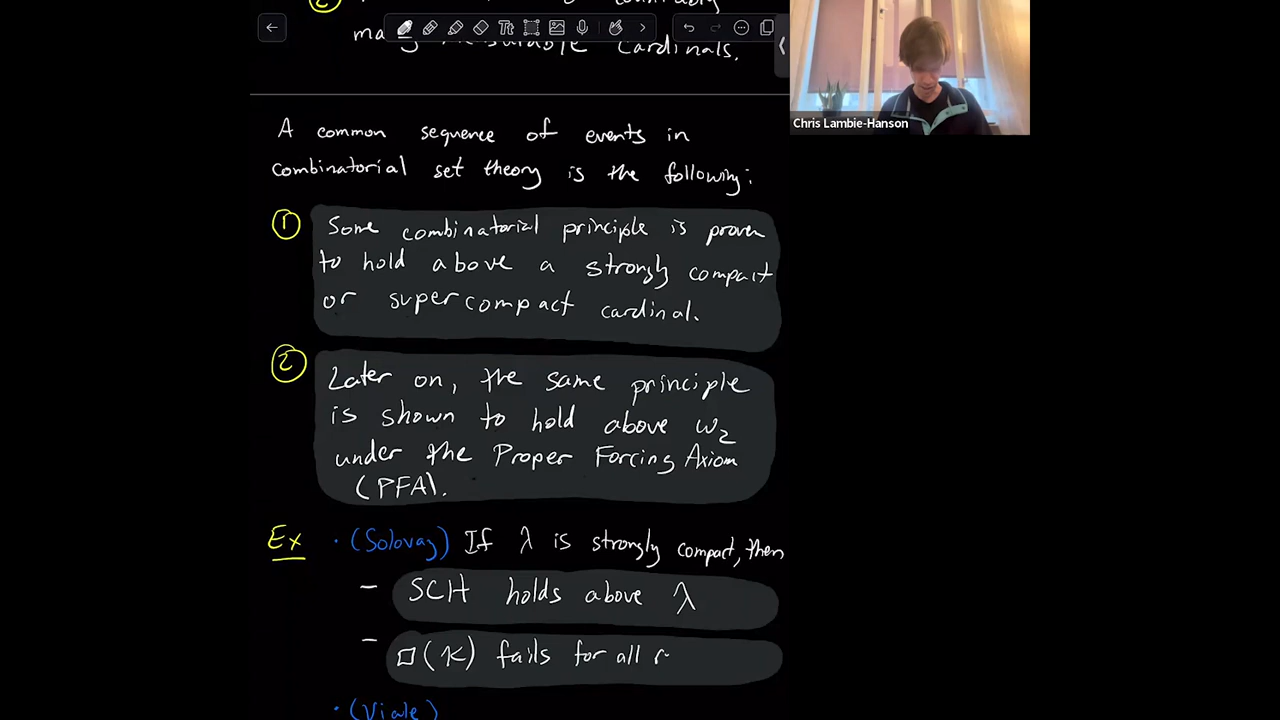 Chris Lambie-Hanson
cardinals.
A common sequence of events in
combinatorial set theory is the following:
① Some combinatorial principle is proven
to hold above a strongly compact
or supercompact cardinal.
② Later on, the same principle
is shown to hold above ω₂
under the Proper Forcing Axiom
(PFA).
Ex · (Solovay) If λ is strongly compact, then
- SCH holds above λ
- □(κ) fails for all
· (Viale)